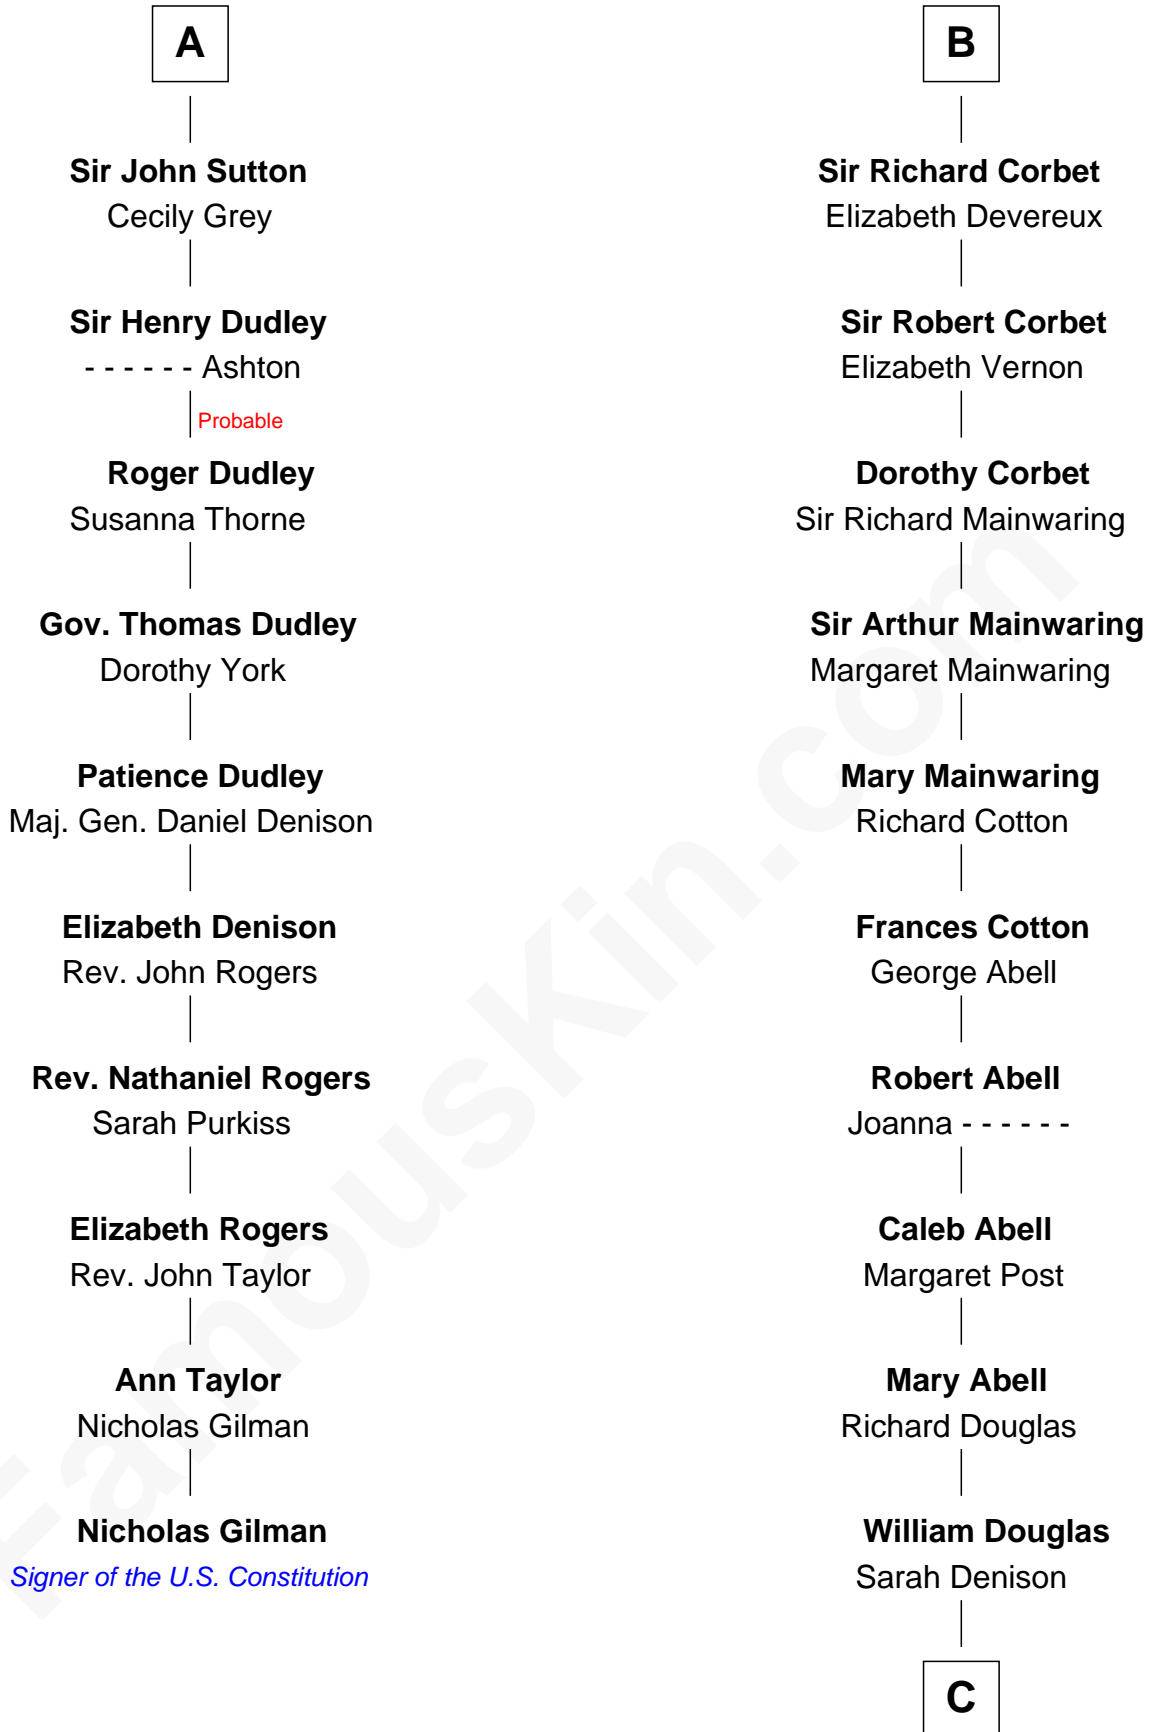 A
Sir John Sutton
Cecily Grey
Sir Henry Dudley
- - - - - - Ashton
Probable
Roger Dudley
Susanna Thorne
Gov. Thomas Dudley
Dorothy York
Patience Dudley
Maj. Gen. Daniel Denison
Elizabeth Denison
Rev. John Rogers
Rev. Nathaniel Rogers
Sarah Purkiss
Elizabeth Rogers
Rev. John Taylor
Ann Taylor
Nicholas Gilman
Nicholas Gilman
Signer of the U.S. Constitution
B
Sir Richard Corbet
Elizabeth Devereux
Sir Robert Corbet
Elizabeth Vernon
Dorothy Corbet
Sir Richard Mainwaring
Sir Arthur Mainwaring
Margaret Mainwaring
Mary Mainwaring
Richard Cotton
Frances Cotton
George Abell
Robert Abell
Joanna - - - - - -
Caleb Abell
Margaret Post
Mary Abell
Richard Douglas
William Douglas
Sarah Denison
C
FamousKin.com